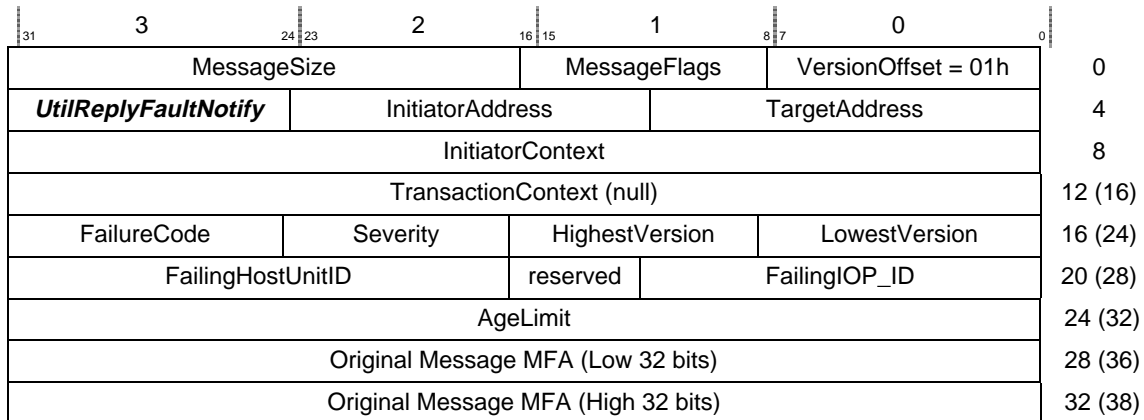 3 2 1 0
31 24 23 16 15 8 7 0
MessageSize MessageFlags VersionOffset = 01h 0
UtilReplyFaultNotify InitiatorAddress TargetAddress 4
InitiatorContext 8
TransactionContext (null) 12 (16)
FailureCode Severity HighestVersion LowestVersion 16 (24)
FailingHostUnitID reserved FailingIOP_ID 20 (28)
AgeLimit 24 (32)
Original Message MFA (Low 32 bits) 28 (36)
Original Message MFA (High 32 bits) 32 (38)